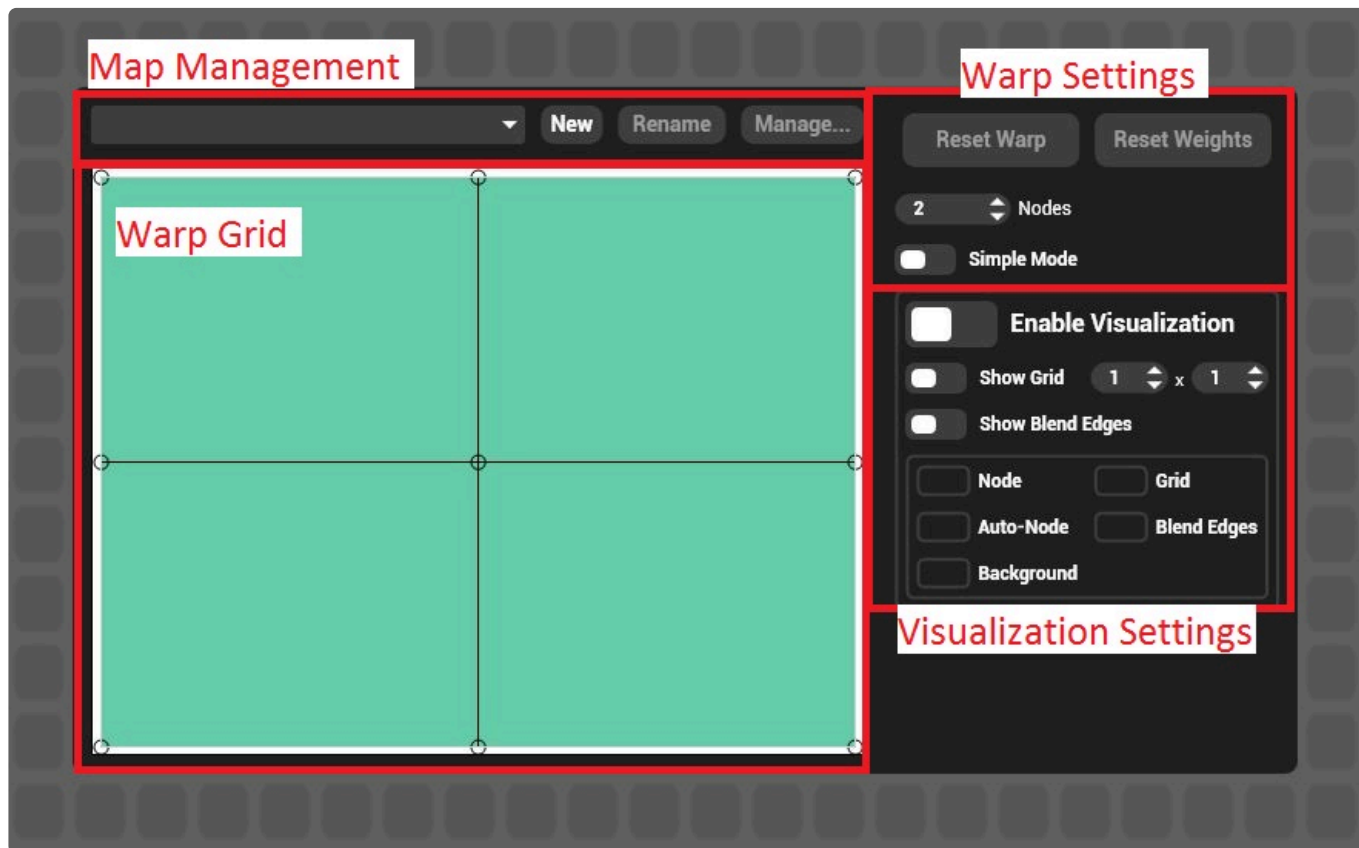 Map Management
Warp Settings
New Rename Manage...
Reset Warp Reset Weights
Warp Grid
2 Nodes
Simple Mode
Enable Visualization
Show Grid 1 x 1
Show Blend Edges
Node Grid
Auto-Node Blend Edges
Background
Visualization Settings